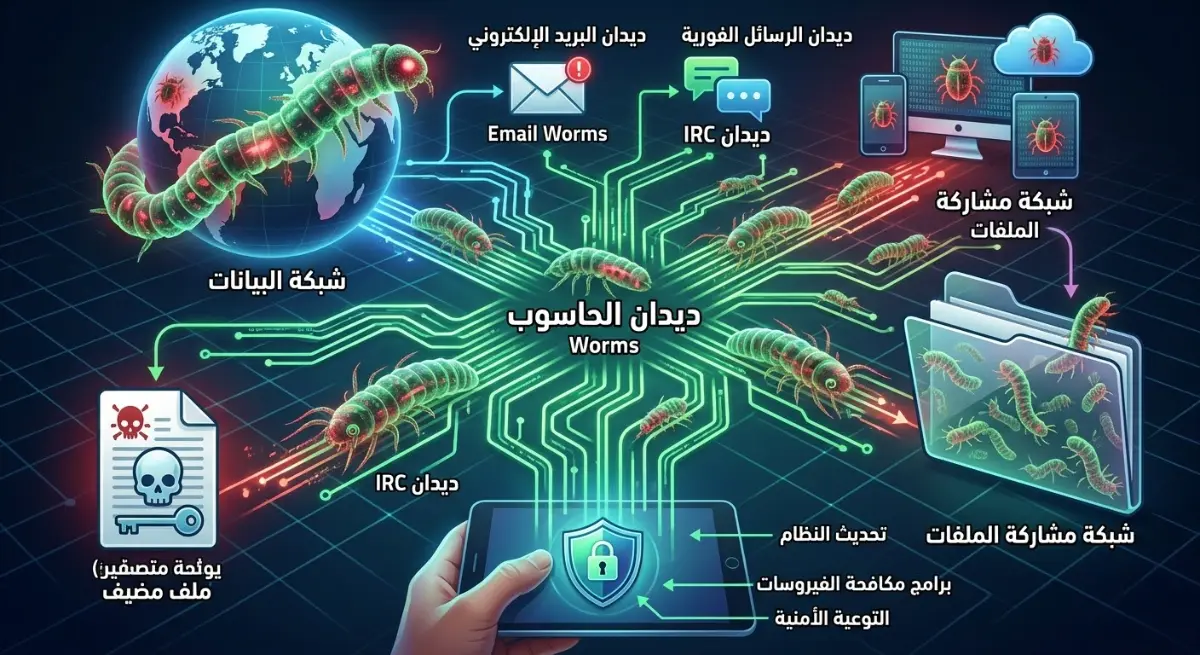 ديدان البريد الإلكتروني
Email Worms
ديدان الرسائل الفورية
ديدان IRC
شبكة مشاركة
الملفات
شبكة البيانات
ديدان الحاسوب
Worms
ديدان IRC
ملف مضيف
شبكة مشاركة الملفات
تحديث النظام
برامج مكافحة الفيروسات
التوعية الأمنية